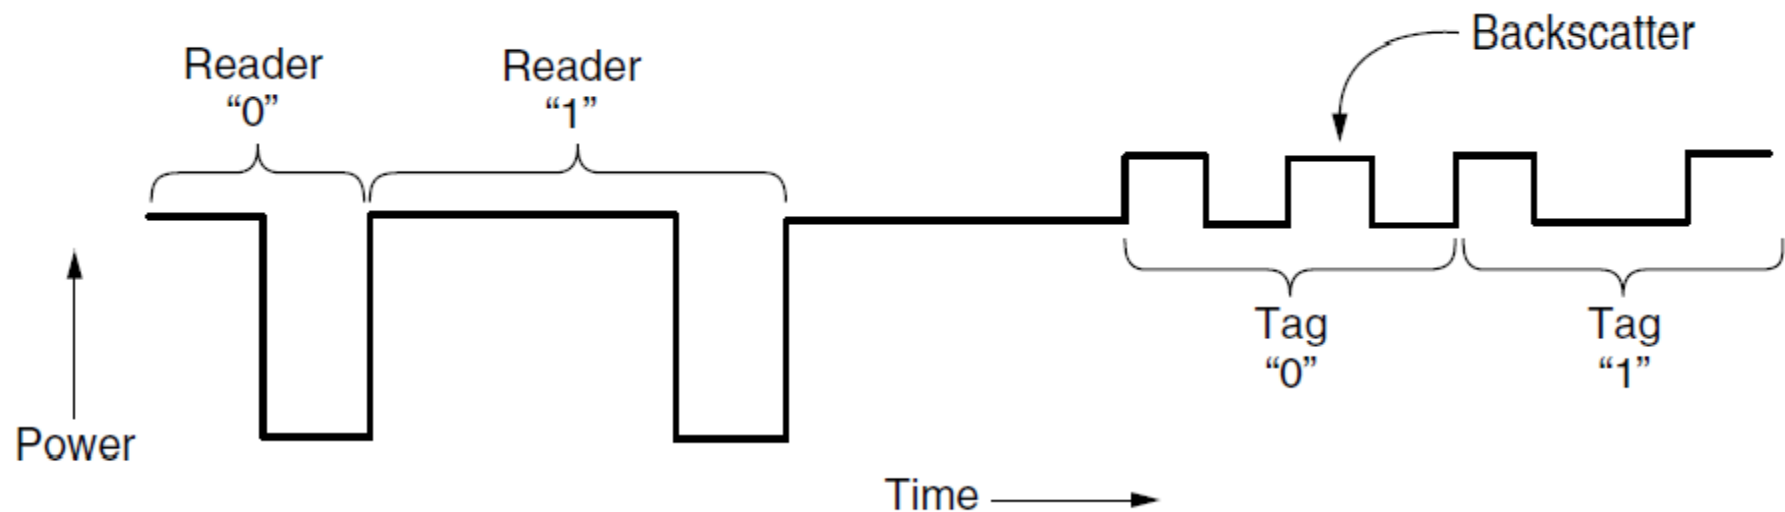 Backscatter
Reader
“0”
Reader
“1”
Tag
“0”
Tag
“1”
Power
Time